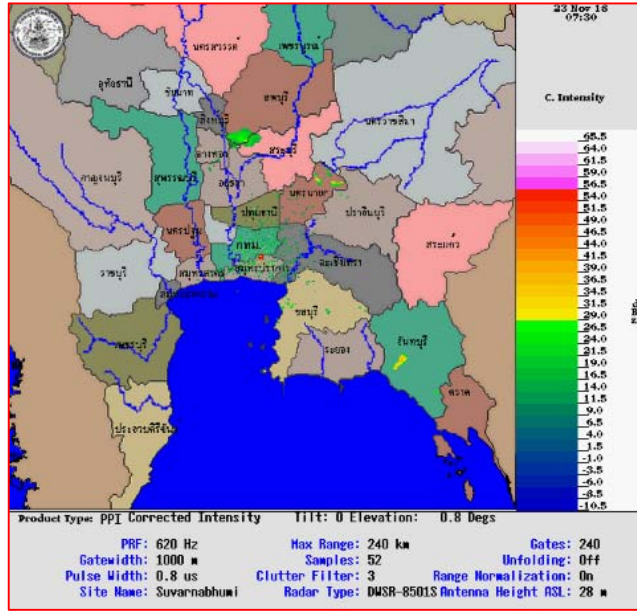 23 Nov 16
07:30
C. Intensity
นครสวรรค์
เพชรบูรณ์
อุทัยธานี
ชัยนาท
ลพบุรี
สิงห์บุรี
นครราชสีมา
อ่างทอง
สระบุรี
กาญจนบุรี
สุพรรณบุรี
อยุธยา
นครนายก
ปราจีนบุรี
ปทุมธานี
นครปฐม
กทม.
สระแก้ว
ราชบุรี
สมุทรสาคร
สมุทรปราการ
ฉะเชิงเทรา
ชลบุรี
เพชรบุรี
ระยอง
จันทบุรี
ตราด
ประจวบคีรีขันธ์
65.5
64.0
61.5
59.0
56.5
54.0
51.5
49.0
46.5
44.0
41.5
39.0
36.5
34.0
31.5
29.0
26.5
24.0
21.5
19.0
16.5
14.0
11.5
9.0
6.5
4.0
1.5
-1.0
-3.5
-6.0
-8.5
-10.5
Product Type: PPI Corrected Intensity Tilt: 0 Elevation: 0.8 Degs
PRF: 620 Hz Max Range: 240 km Gates: 240
Gatewidth: 1000 m Samples: 52 Unfolding: Off
Pulse Width: 0.8 us Clutter Filter: 3 Range Normalization: On
Site Name: Suvarnabhumi Radar Type: DWSR-8501S Antenna Height ASL: 28 m